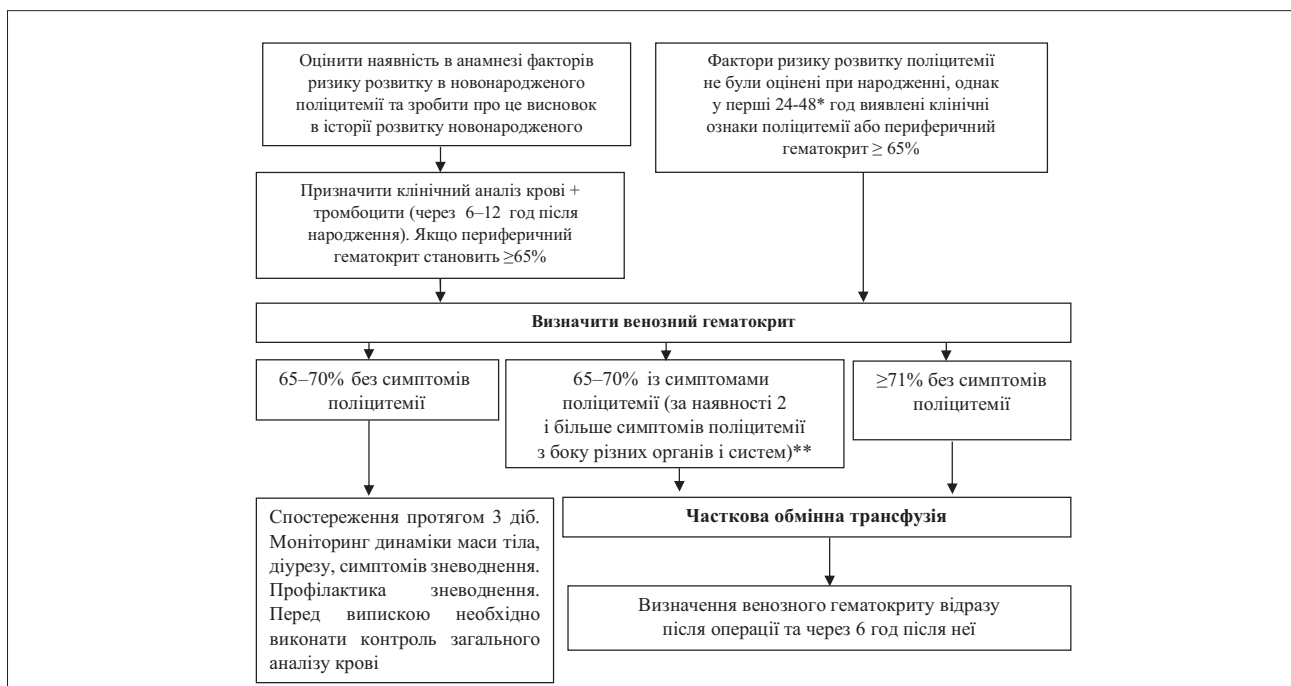 Оцінити наявність в анамнезі факторів
ризику розвитку в новонародженого
поліцитемії та зробити про це висновок
в історії розвитку новонародженого
Фактори ризику розвитку поліцитемії
не були оцінені при народженні, однак
у перші 24-48* год виявлені клінічні
ознаки поліцитемії або периферичний
гематокрит ≥ 65%
Призначити клінічний аналіз крові +
тромбоцити (через 6–12 год після
народження). Якщо периферичний
гематокрит становить ≥65%
Визначити венозний гематокрит
65–70% без симптомів
поліцитемії
65–70% із симптомами
поліцитемії (за наявності 2
і більше симптомів поліцитемії
з боку різних органів і систем)**
≥71% без симптомів
поліцитемії
Спостереження протягом 3 діб.
Моніторинг динаміки маси тіла,
діурезу, симптомів зневоднення.
Профілактика зневоднення.
Перед випискою необхідно
виконати контроль загального
аналізу крові
Часткова обмінна трансфузія
Визначення венозного гематокриту відразу
після операції та через 6 год після неї